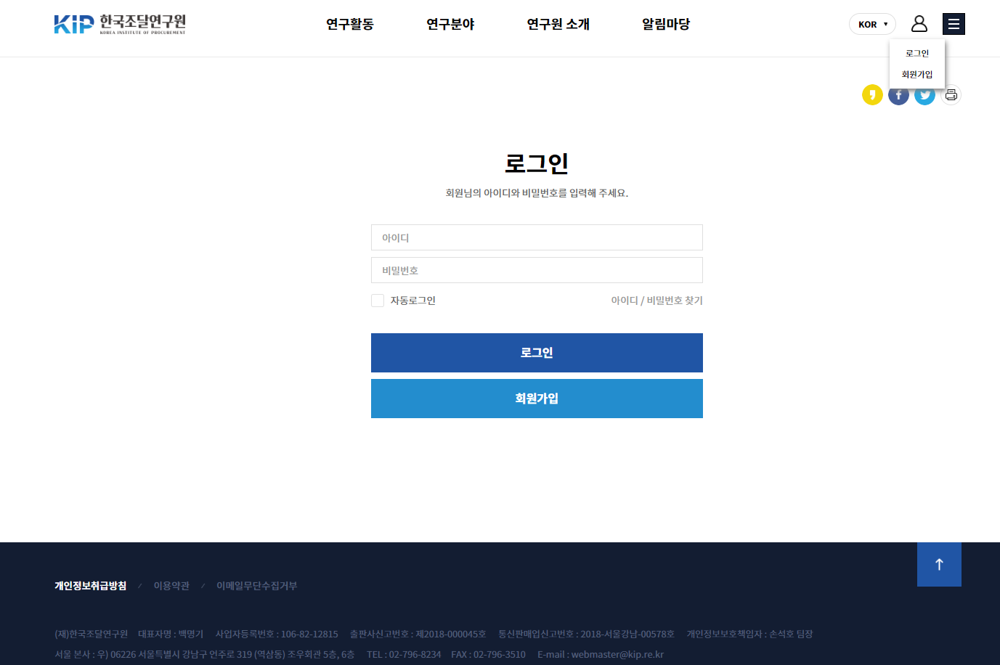 KIP 한국조달연구원
KOREA INSTITUTE OF PROCUREMENT
연구활동 연구분야 연구원 소개 알림마당
KOR ▼
로그인
회원가입
로그인
회원님의 아이디와 비밀번호를 입력해 주세요.
아이디
비밀번호
자동로그인 아이디 / 비밀번호 찾기
로그인
회원가입
개인정보취급방침 / 이용약관 / 이메일무단수집거부
(재)한국조달연구원 대표자명 : 백명기 사업자등록번호 : 106-82-12815 출판사신고번호 : 제2018-000045호 통신판매업신고번호 : 2018-서울강남-00578호 개인정보보호책임자 : 손석호 팀장
서울 본사 : 우) 06226 서울특별시 강남구 언주로 319 (역삼동) 조우회관 5층, 6층 TEL : 02-796-8234 FAX : 02-796-3510 E-mail : webmaster@kip.re.kr